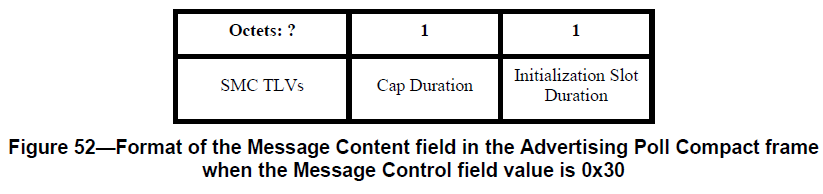 Octets: ? 1 1
SMC TLVs Cap Duration Initialization Slot
Duration
Figure 52—Format of the Message Content field in the Advertising Poll Compact frame
when the Message Control field value is 0x30